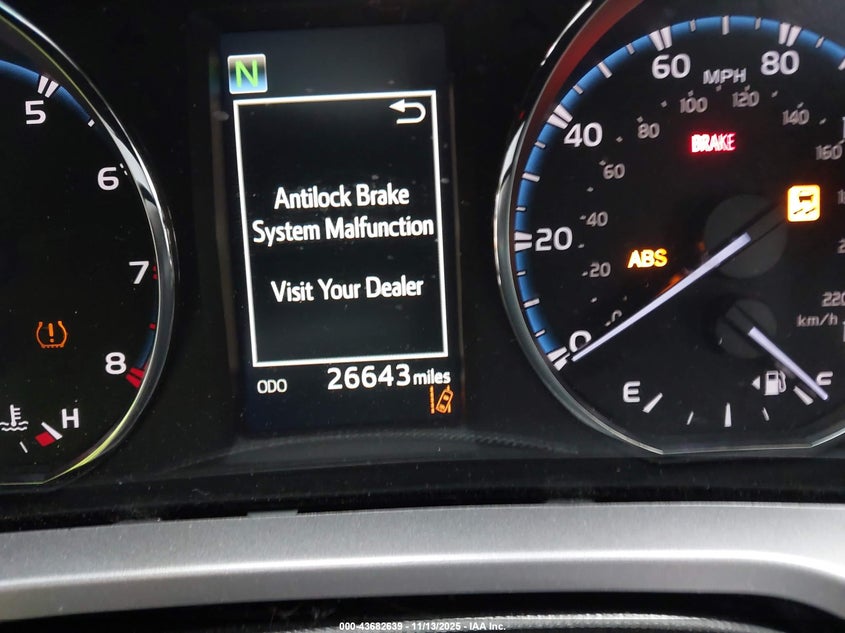 N
Antilock Brake
System Malfunction
Visit Your Dealer
ODO 26643 miles
5
6
7
8
H
0
20
40
60
80
MPH
20
40
60
80
100
120
140
160
220
km/h
BRAKE
ABS
E
F
000-43682639 - 11/13/2025 - IAA Inc.